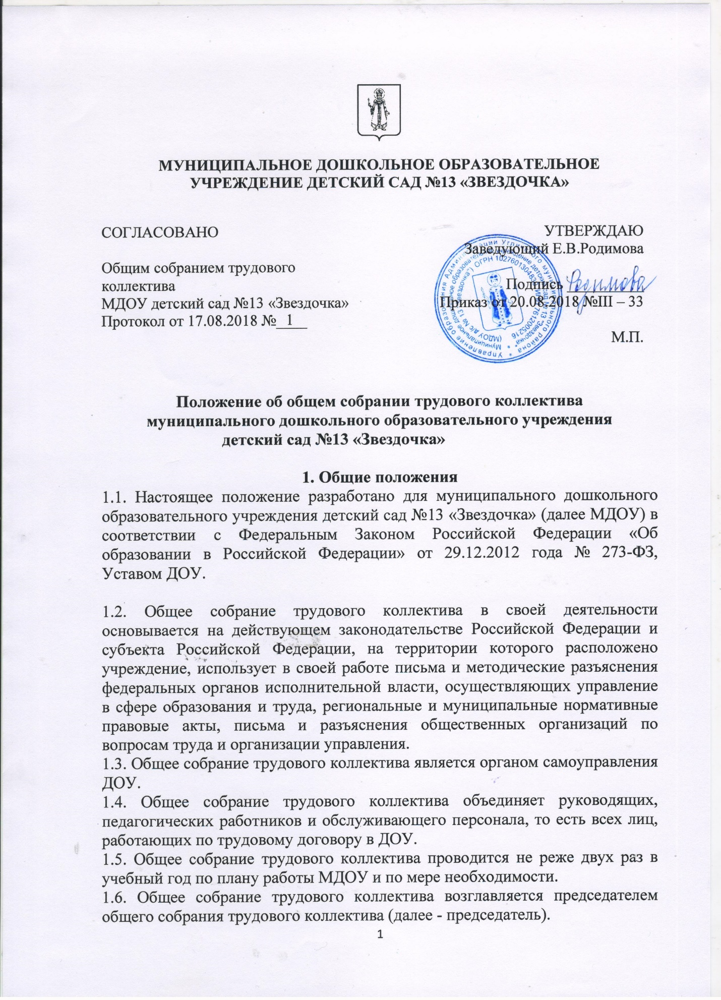 МУНИЦИПАЛЬНОЕ ДОШКОЛЬНОЕ ОБРАЗОВАТЕЛЬНОЕ
УЧРЕЖДЕНИЕ ДЕТСКИЙ САД №13 «ЗВЕЗДОЧКА»
СОГЛАСОВАНО
Общим собранием трудового
коллектива
МДОУ детский сад №13 «Звездочка»
Протокол от 17.08.2018 №__1__
УТВЕРЖДАЮ
Заведующий Е.В.Родимова
Подпись Родимова
Приказ от 20.08.2018 №III – 33
М.П.
Управление образования Администрации Угличского муниципального района *
Муниципальное дошкольное образовательное учреждение детский сад № 13 "Звездочка" *
(МДОУ д/с № 13 "Звездочка") ОГРН 1027601304830 ИНН 7612005216
Положение об общем собрании трудового коллектива
муниципального дошкольного образовательного учреждения
детский сад №13 «Звездочка»
1. Общие положения
1.1. Настоящее положение разработано для муниципального дошкольного
образовательного учреждения детский сад №13 «Звездочка» (далее МДОУ) в
соответствии с Федеральным Законом Российской Федерации «Об
образовании в Российской Федерации» от 29.12.2012 года № 273-ФЗ,
Уставом ДОУ.
1.2. Общее собрание трудового коллектива в своей деятельности
основывается на действующем законодательстве Российской Федерации и
субъекта Российской Федерации, на территории которого расположено
учреждение, использует в своей работе письма и методические разъяснения
федеральных органов исполнительной власти, осуществляющих управление
в сфере образования и труда, региональные и муниципальные нормативные
правовые акты, письма и разъяснения общественных организаций по
вопросам труда и организации управления.
1.3. Общее собрание трудового коллектива является органом самоуправления
ДОУ.
1.4. Общее собрание трудового коллектива объединяет руководящих,
педагогических работников и обслуживающего персонала, то есть всех лиц,
работающих по трудовому договору в ДОУ.
1.5. Общее собрание трудового коллектива проводится не реже двух раз в
учебный год по плану работы МДОУ и по мере необходимости.
1.6. Общее собрание трудового коллектива возглавляется председателем
общего собрания трудового коллектива (далее - председатель).
1